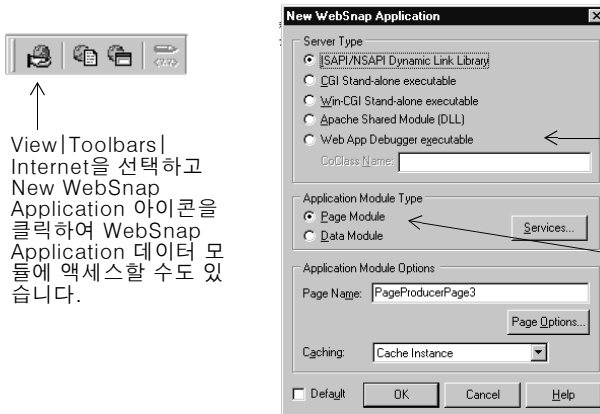 View|Toolbars|
Internet을 선택하고
New WebSnap
Application 아이콘을
클릭하여 WebSnap
Application 데이터 모
듈에 액세스할 수도 있
습니다.
New WebSnap Application
Server Type
ISAPI/NSAPI Dynamic Link Library
CGI Stand-alone executable
Win-CGI Stand-alone executable
Apache Shared Module (DLL)
Web App Debugger executable
CoClass Name:
Application Module Type
Page Module
Data Module
Services...
Application Module Options
Page Name: PageProducerPage3
Page Options...
Caching: Cache Instance
Default OK Cancel Help